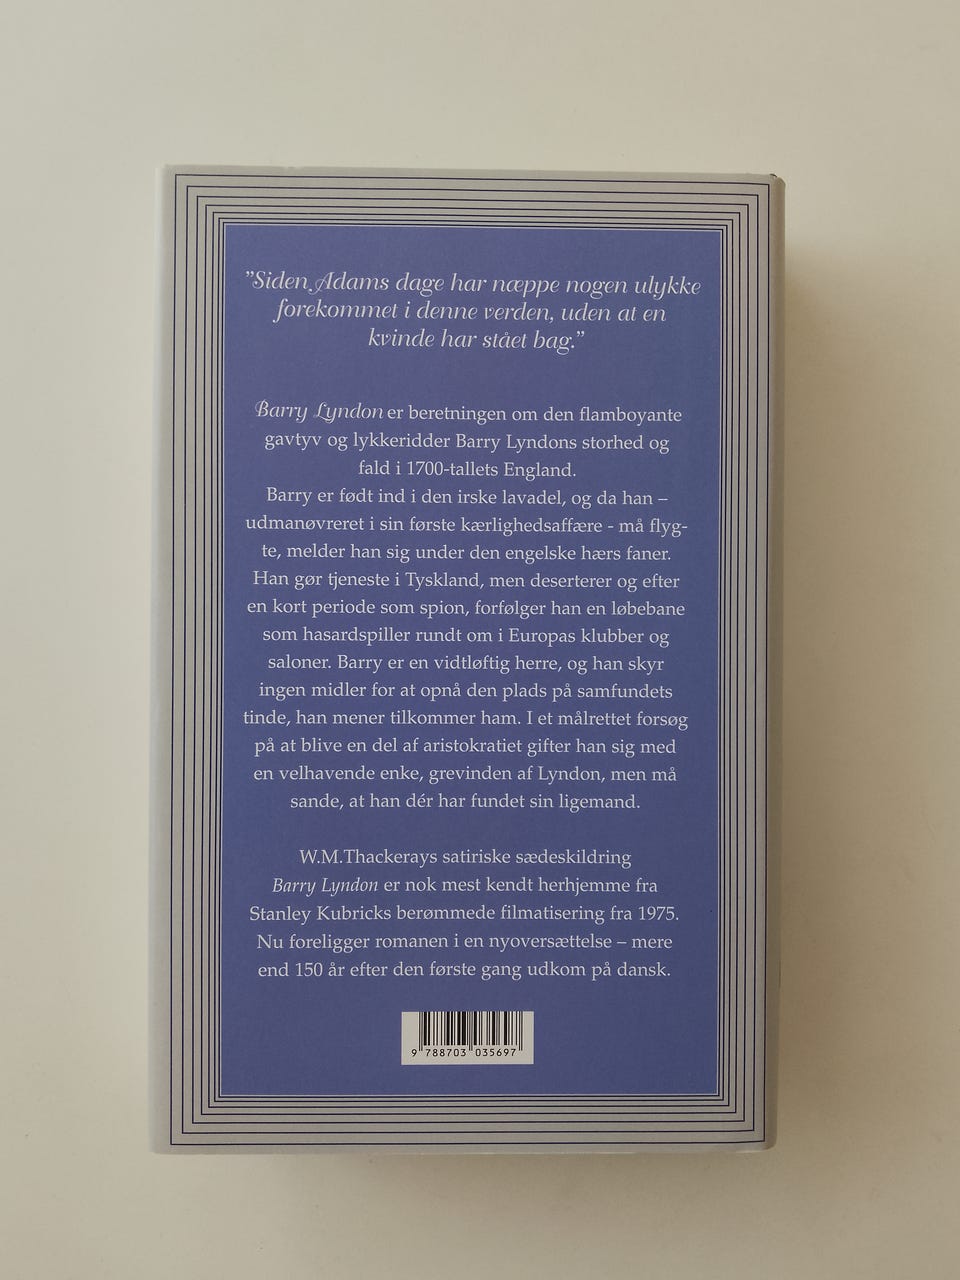 ”Siden Adams dage har næppe nogen ulykke
forekommet i denne verden, uden at en
kvinde har stået bag.”
Barry Lyndon er beretningen om den flamboyante
gavtyv og lykkeridder Barry Lyndons storhed og
fald i 1700-tallets England.
Barry er født ind i den irske lavadel, og da han –
udmanøvreret i sin første kærlighedsaffære - må flyg-
te, melder han sig under den engelske hærs faner.
Han gør tjeneste i Tyskland, men deserterer og efter
en kort periode som spion, forfølger han en løbebane
som hasardspiller rundt om i Europas klubber og
saloner. Barry er en vidtløftig herre, og han skyr
ingen midler for at opnå den plads på samfundets
tinde, han mener tilkommer ham. I et målrettet forsøg
på at blive en del af aristokratiet gifter han sig med
en velhavende enke, grevinden af Lyndon, men må
sande, at han dér har fundet sin ligemand.
W.M.Thackerays satiriske sædeskildring
Barry Lyndon er nok mest kendt herhjemme fra
Stanley Kubricks berømmede filmatisering fra 1975.
Nu foreligger romanen i en nyoversættelse – mere
end 150 år efter den første gang udkom på dansk.
9 788703 035697